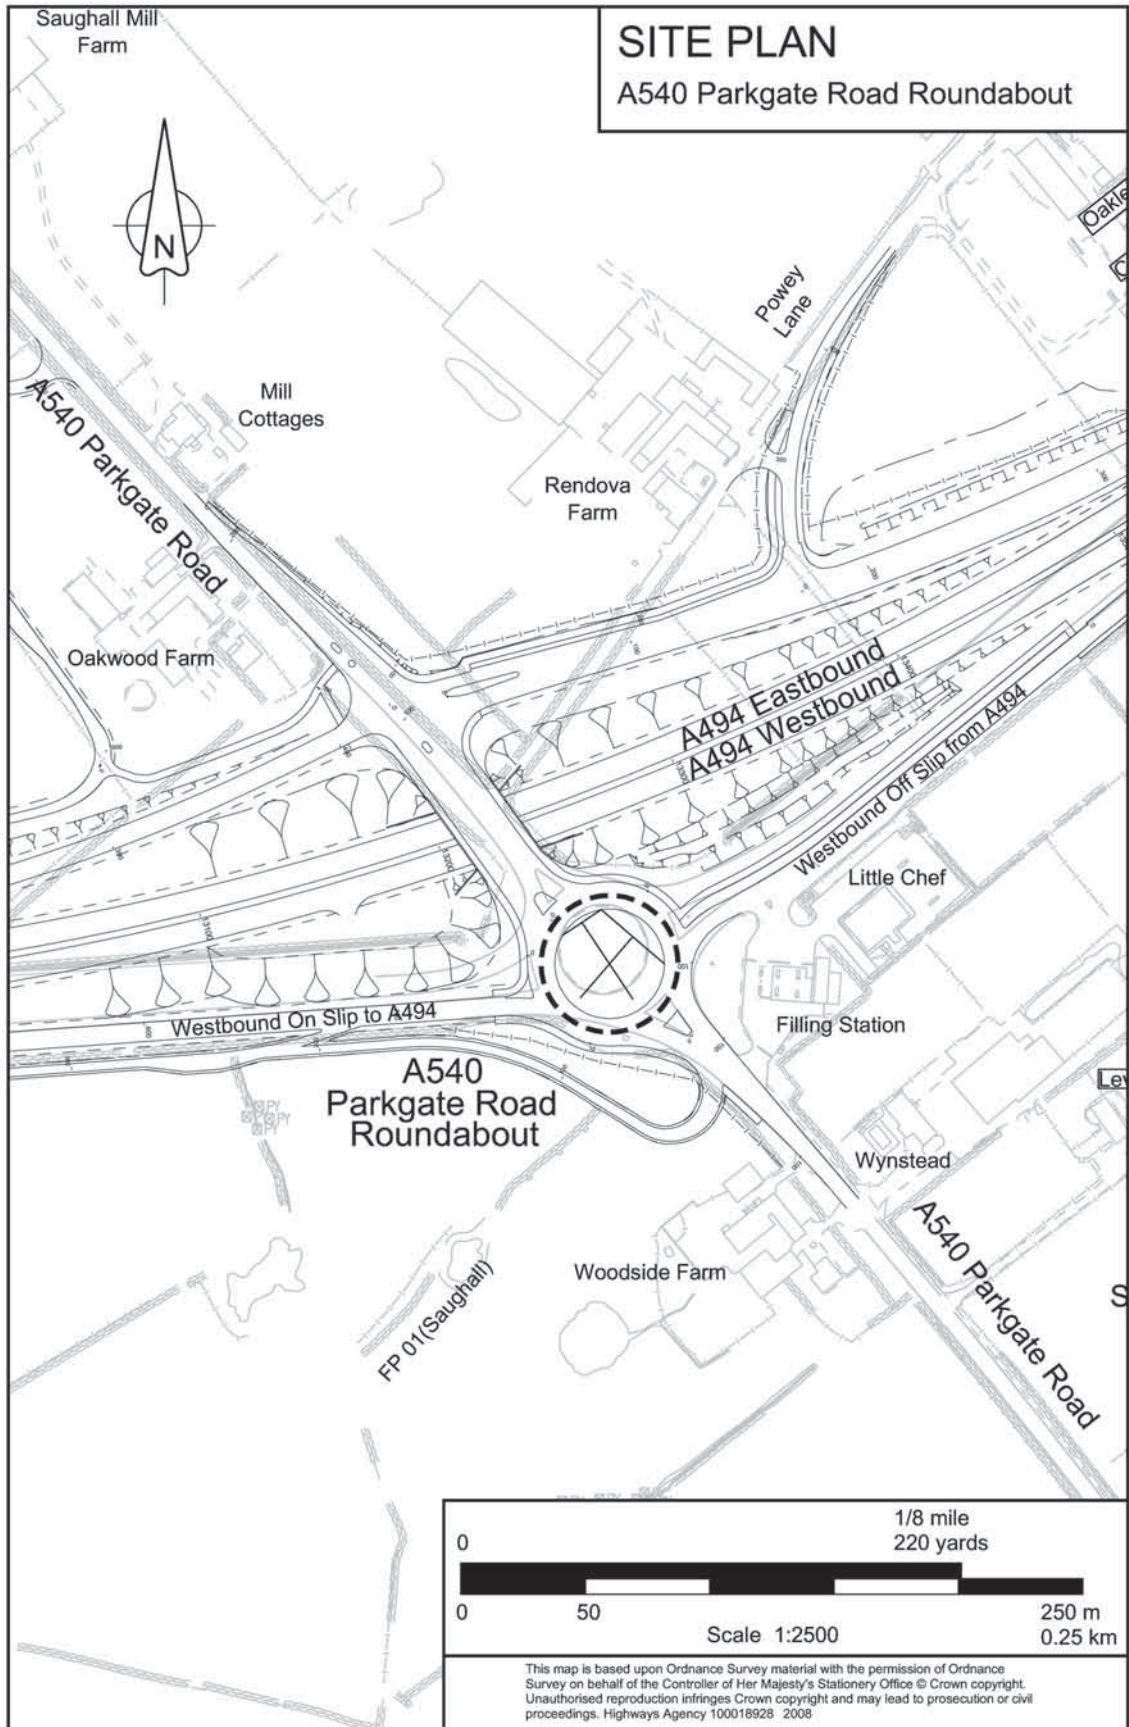 Saughall Mill
Farm
SITE PLAN
A540 Parkgate Road Roundabout
N
Powey
Lane
A540 Parkgate Road
Mill
Cottages
Rendova
Farm
Oakwood Farm
A494 Eastbound
A494 Westbound
13400
13300
13200
13100
Westbound Off Slip from A494
Little Chef
Filling Station
Westbound On Slip to A494
A540
Parkgate Road
Roundabout
Wynstead
A540 Parkgate Road
Woodside Farm
FP 01(Saughall)
1/8 mile
0 220 yards
0 50 250 m
Scale 1:2500 0.25 km
This map is based upon Ordnance Survey material with the permission of Ordnance
Survey on behalf of the Controller of Her Majesty's Stationery Office © Crown copyright.
Unauthorised reproduction infringes Crown copyright and may lead to prosecution or civil
proceedings. Highways Agency 100018928 2008